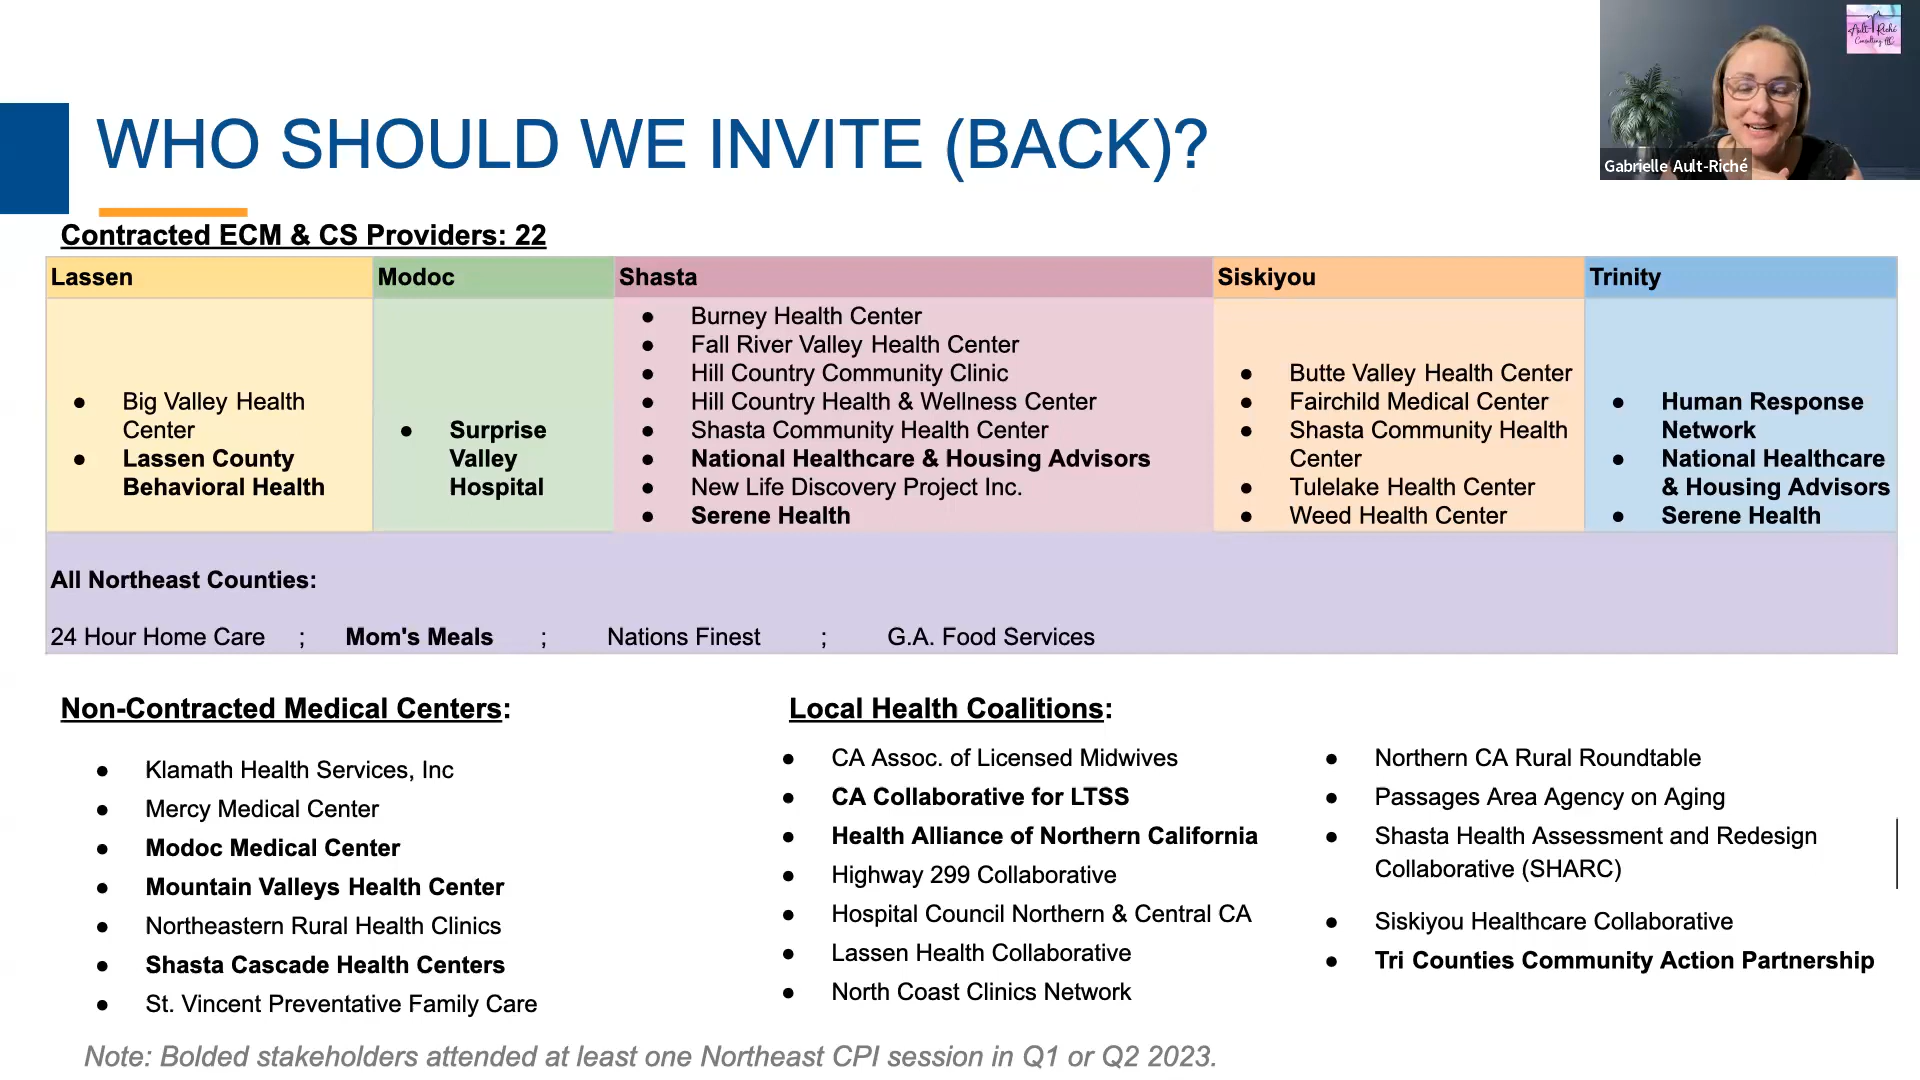 WHO SHOULD WE INVITE (BACK)?
Ault-Riché
Consulting LLC
Gabrielle Ault-Riché
Contracted ECM & CS Providers: 22
Lassen
● Big Valley Health
Center
● Lassen County
Behavioral Health
Modoc
● Surprise
Valley
Hospital
Shasta
● Burney Health Center
● Fall River Valley Health Center
● Hill Country Community Clinic
● Hill Country Health & Wellness Center
● Shasta Community Health Center
● National Healthcare & Housing Advisors
● New Life Discovery Project Inc.
● Serene Health
Siskiyou
● Butte Valley Health Center
● Fairchild Medical Center
● Shasta Community Health
Center
● Tulelake Health Center
● Weed Health Center
Trinity
● Human Response
Network
● National Healthcare
& Housing Advisors
● Serene Health
All Northeast Counties:
24 Hour Home Care ; Mom's Meals ; Nations Finest ; G.A. Food Services
Non-Contracted Medical Centers:
● Klamath Health Services, Inc
● Mercy Medical Center
● Modoc Medical Center
● Mountain Valleys Health Center
● Northeastern Rural Health Clinics
● Shasta Cascade Health Centers
● St. Vincent Preventative Family Care
Local Health Coalitions:
● CA Assoc. of Licensed Midwives
● CA Collaborative for LTSS
● Health Alliance of Northern California
● Highway 299 Collaborative
● Hospital Council Northern & Central CA
● Lassen Health Collaborative
● North Coast Clinics Network
● Northern CA Rural Roundtable
● Passages Area Agency on Aging
● Shasta Health Assessment and Redesign
Collaborative (SHARC)
● Siskiyou Healthcare Collaborative
● Tri Counties Community Action Partnership
Note: Bolded stakeholders attended at least one Northeast CPI session in Q1 or Q2 2023.